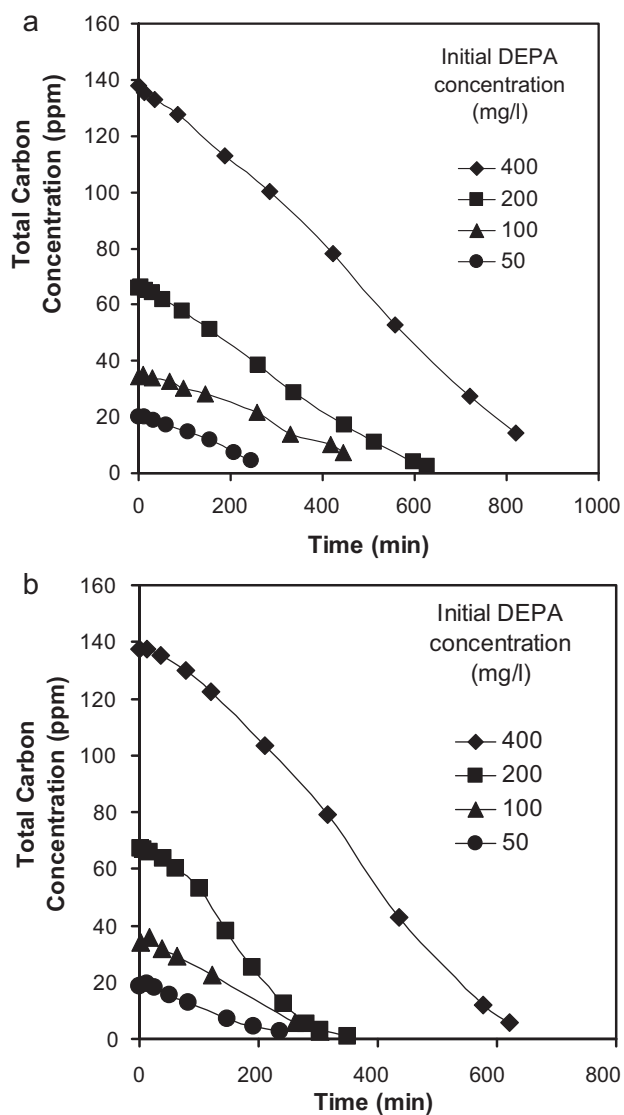 a
160
140
120
100
80
60
40
20
0
Total Carbon
Concentration (ppm)
0 200 400 600 800 1000
Time (min)
Initial DEPA
concentration
(mg/l)
400
200
100
50
b
160
140
120
100
80
60
40
20
0
Total Carbon
Concentration (ppm)
0 200 400 600 800
Time (min)
Initial DEPA
concentration
(mg/l)
400
200
100
50